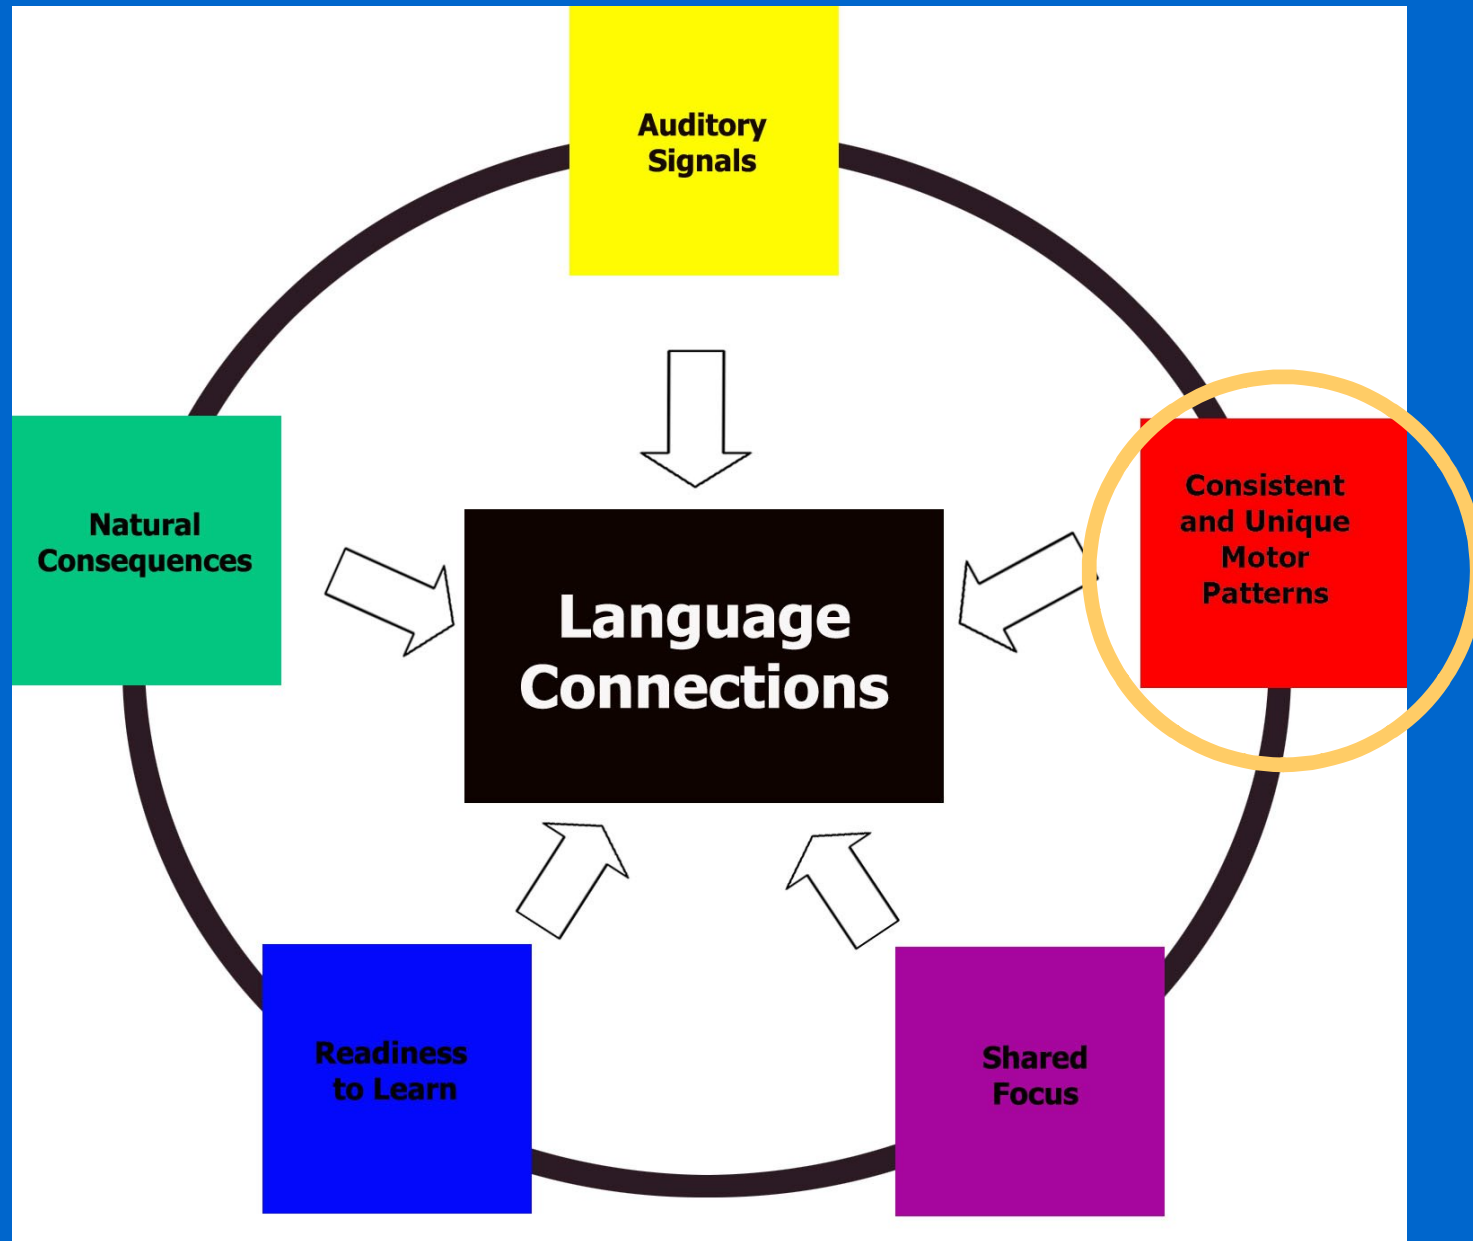 Auditory
Signals
Consistent
and Unique
Motor
Patterns
Natural
Consequences
Language
Connections
Readiness
to Learn
Shared
Focus